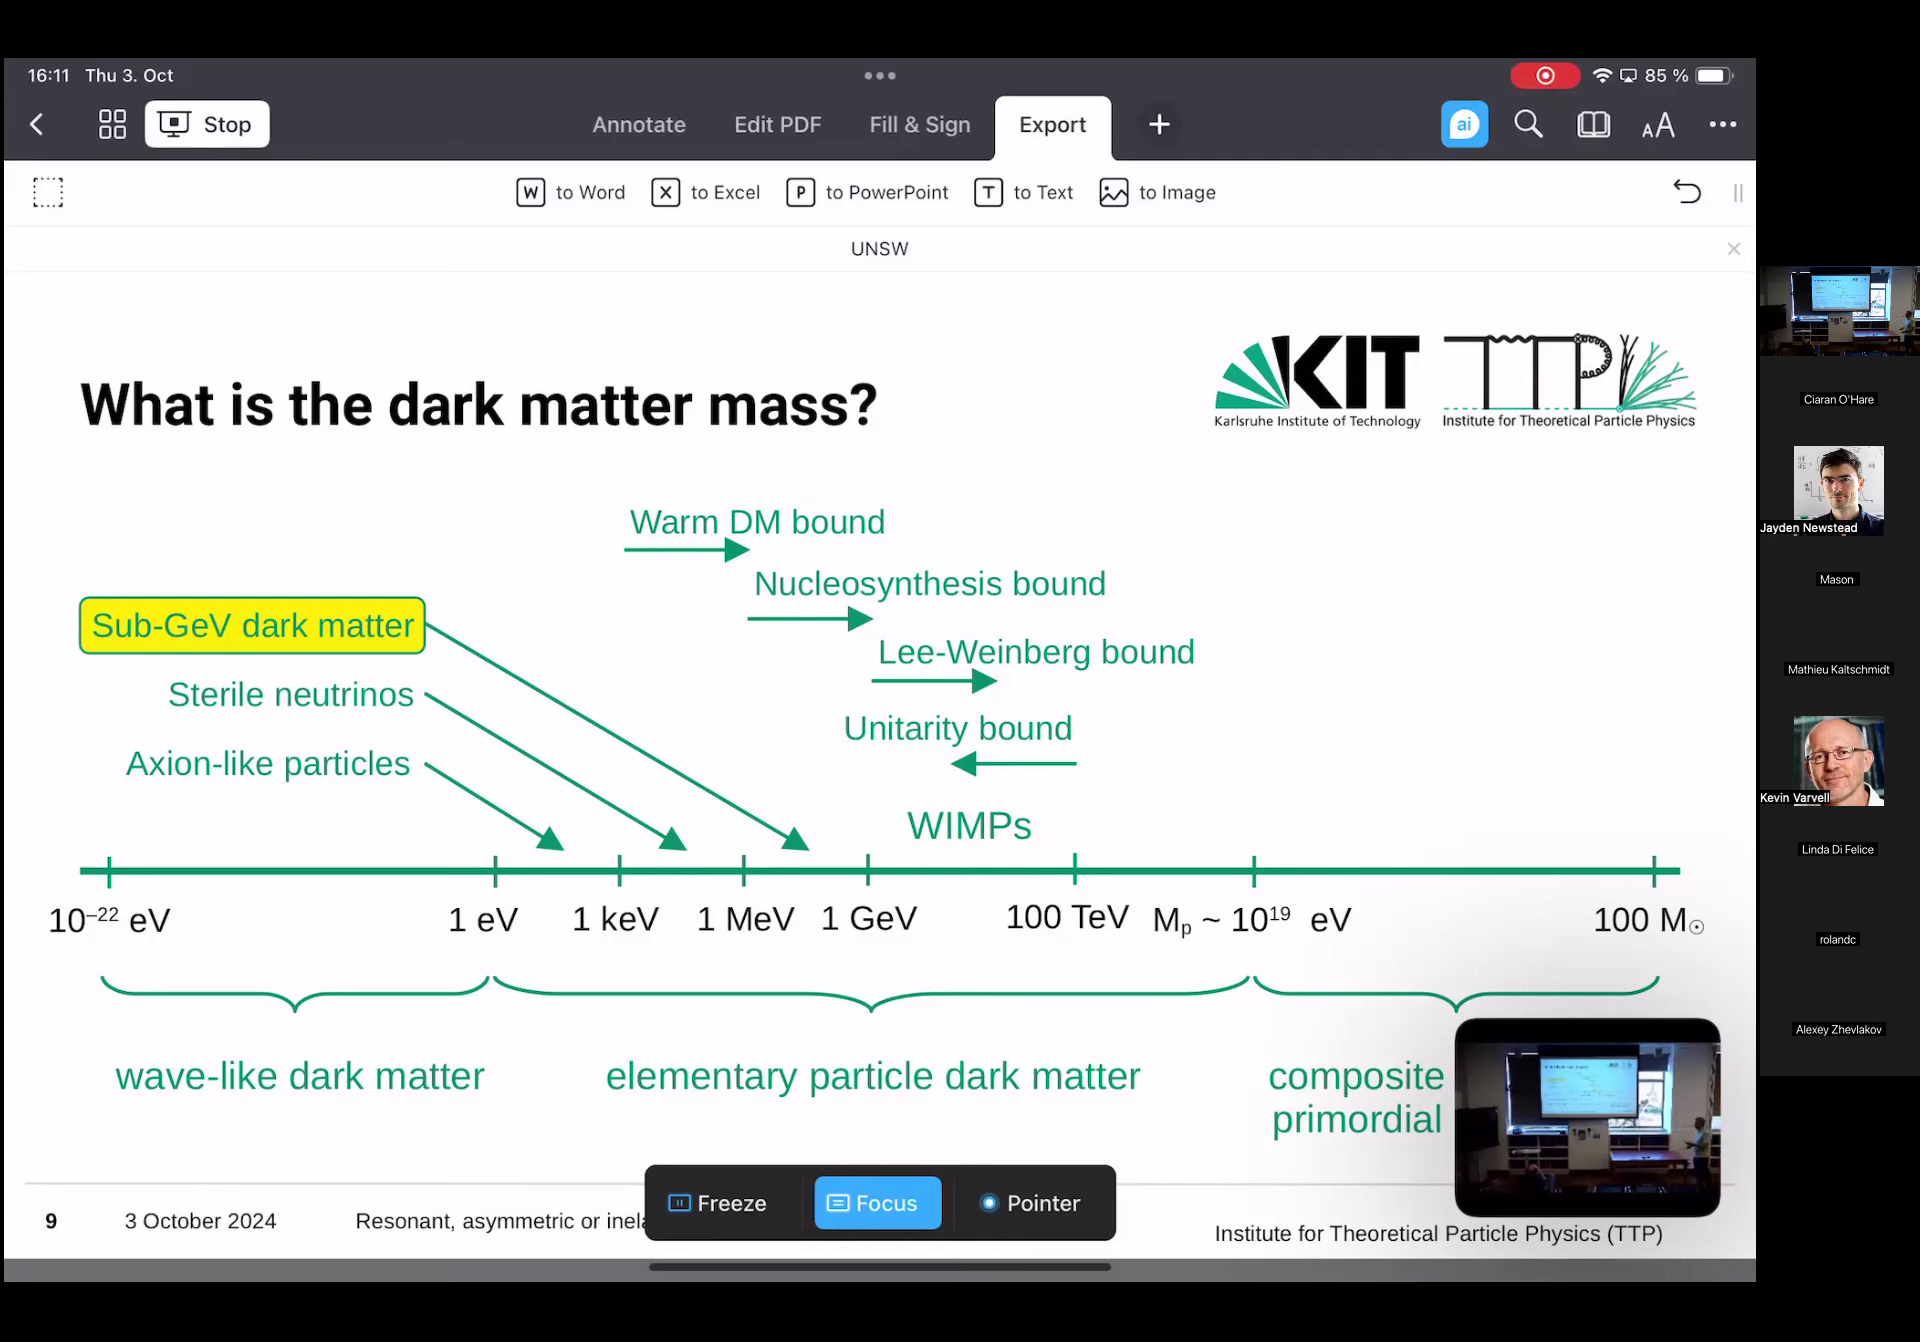 16:11 Thu 3. Oct
85 %
Stop
Annotate
Edit PDF
Fill & Sign
Export
+
ai
AA
W to Word
X to Excel
P to PowerPoint
T to Text
to Image
UNSW
What is the dark matter mass?
KIT
Karlsruhe Institute of Technology
TTP
Institute for Theoretical Particle Physics
Warm DM bound
Nucleosynthesis bound
Sub-GeV dark matter
Lee-Weinberg bound
Sterile neutrinos
Unitarity bound
Axion-like particles
WIMPs
10⁻²² eV
1 eV
1 keV
1 MeV
1 GeV
100 TeV
Mₚ ~ 10¹⁹ eV
100 M☉
wave-like dark matter
elementary particle dark matter
composite
primordial
Freeze
Focus
Pointer
9
3 October 2024
Resonant, asymmetric or
Institute for Theoretical Particle Physics (TTP)
Ciaran O'Hare
Jayden Newstead
Mason
Mathieu Kaltschmidt
Kevin Varvell
Linda Di Felice
rolandc
Alexey Zhevlakov